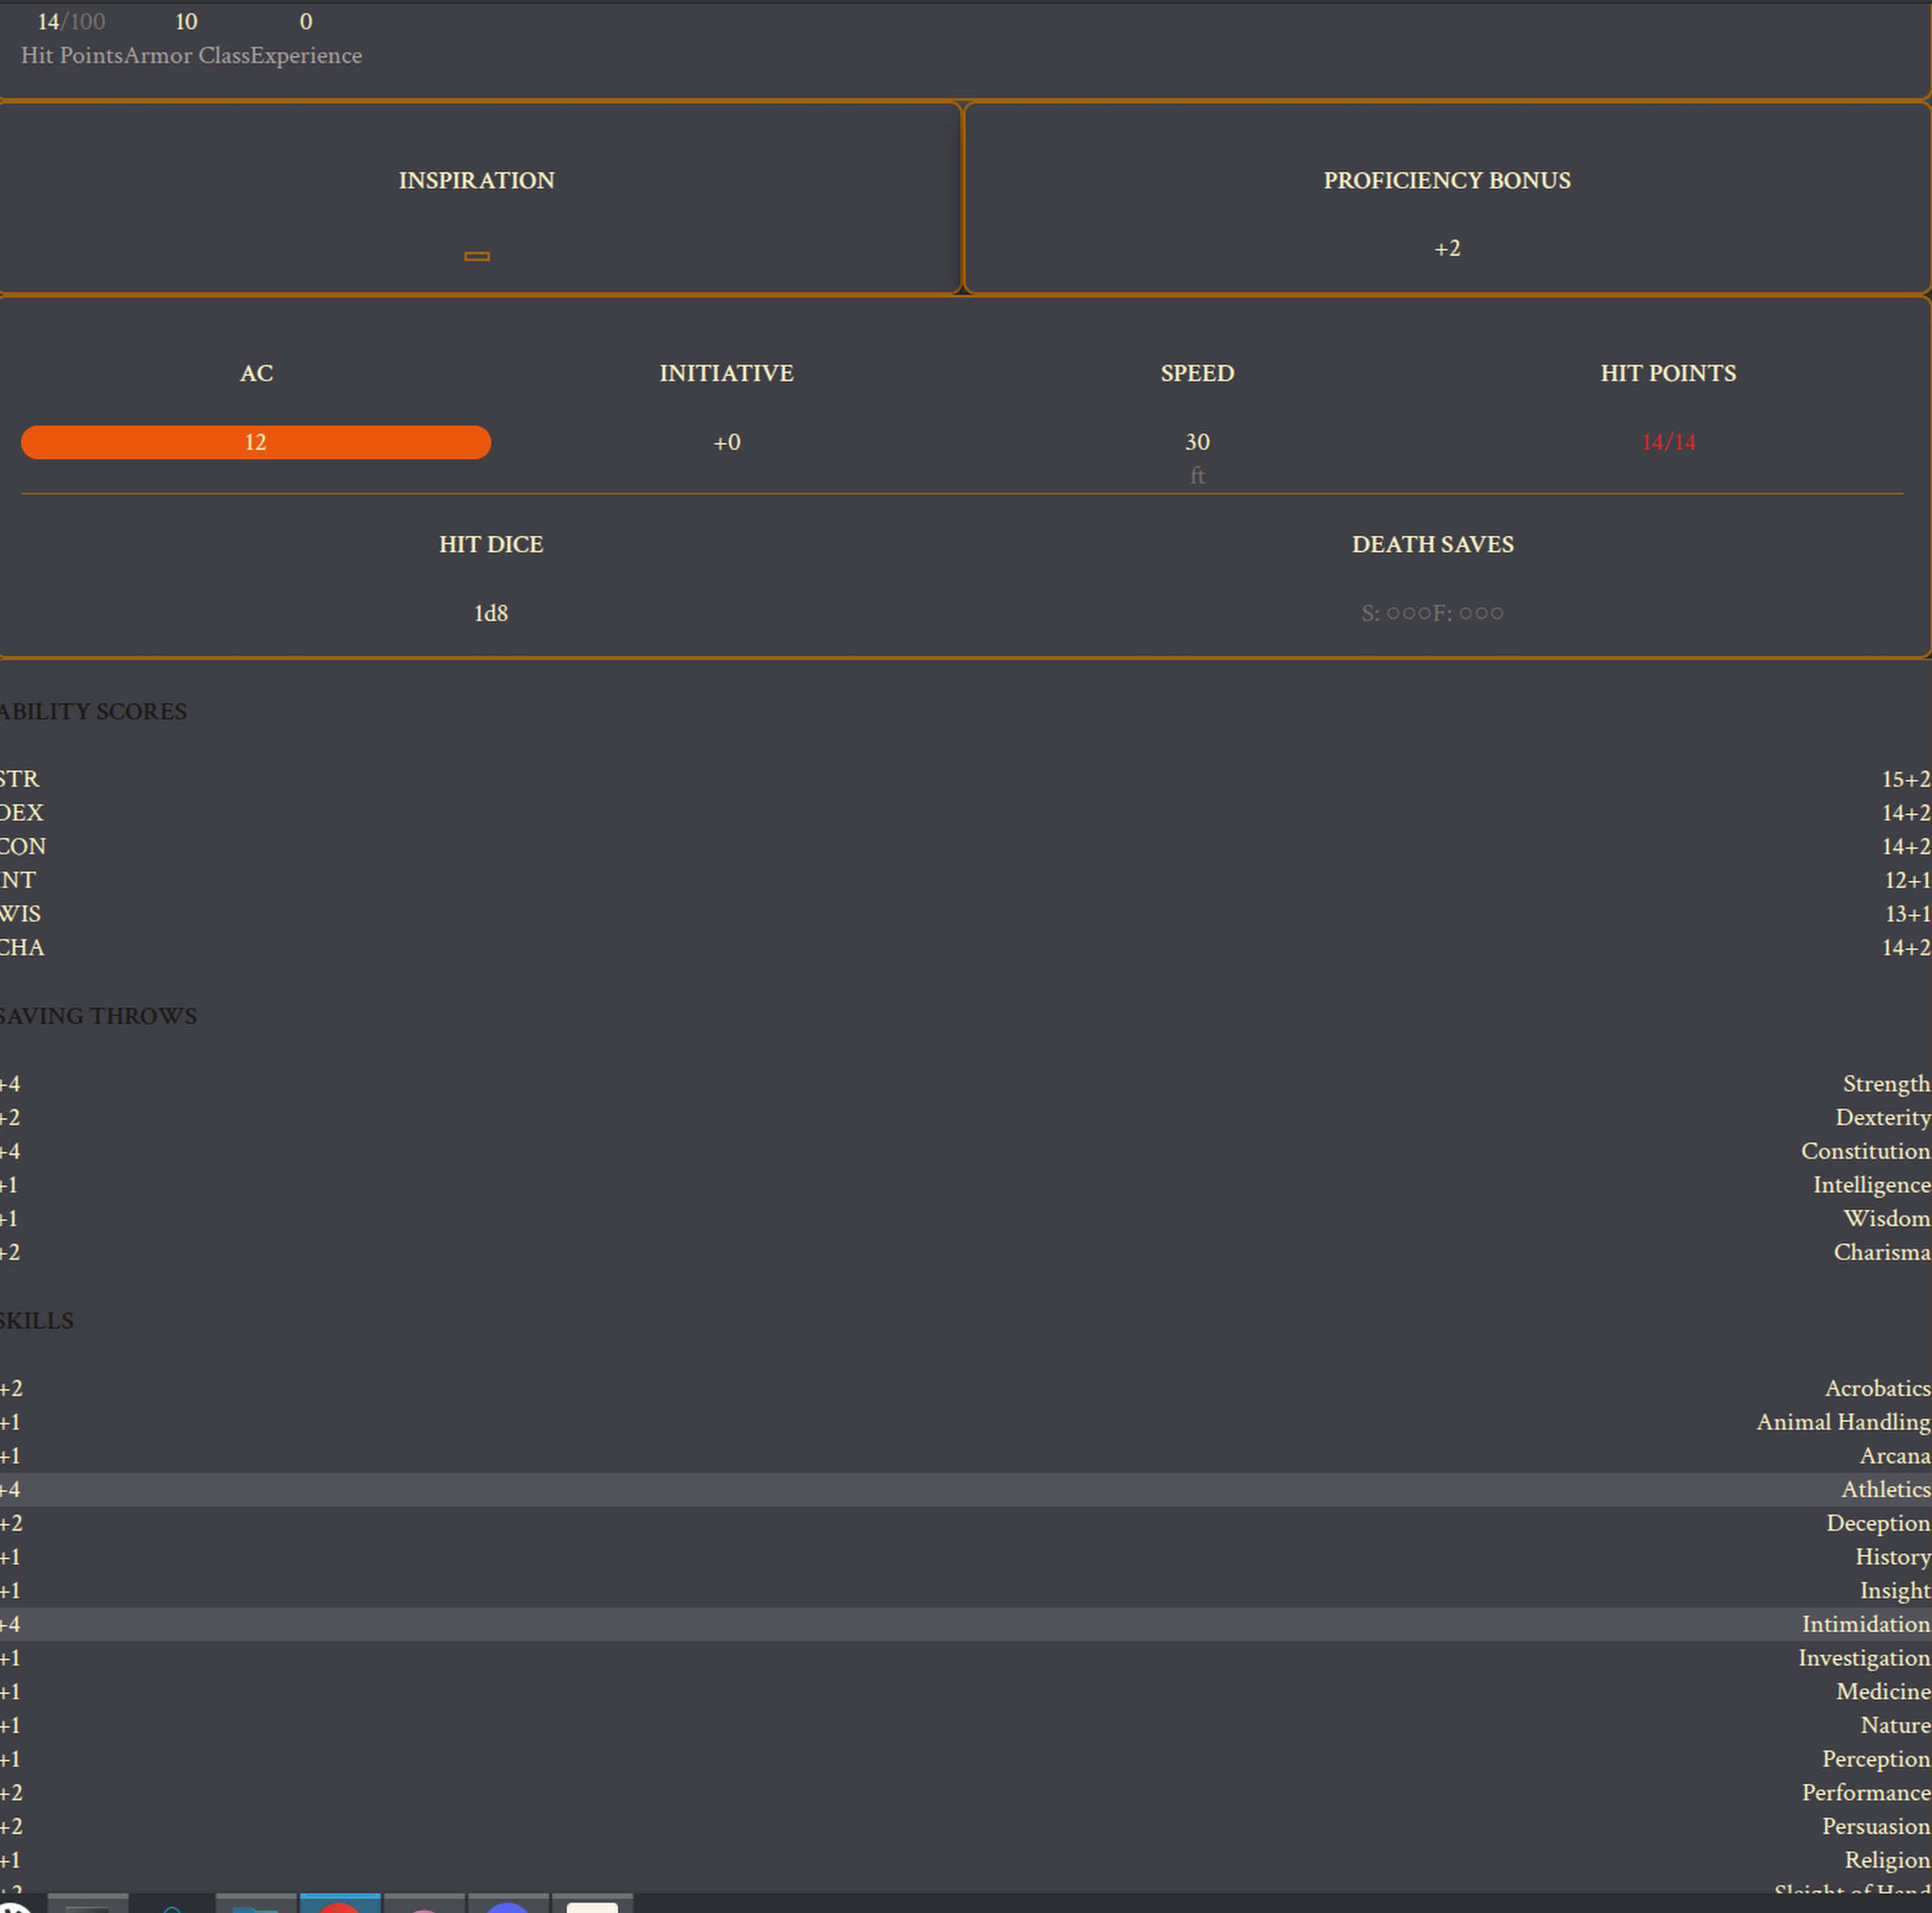 14/100 10 0
Hit PointsArmor ClassExperience
INSPIRATION PROFICIENCY BONUS
+2
AC INITIATIVE SPEED HIT POINTS
12 +0 30 14/14
ft
HIT DICE DEATH SAVES
1d8 S: ○○○F: ○○○
ABILITY SCORES
STR 15+2
DEX 14+2
CON 14+2
INT 12+1
WIS 13+1
CHA 14+2
SAVING THROWS
+4 Strength
+2 Dexterity
+4 Constitution
+1 Intelligence
+1 Wisdom
+2 Charisma
SKILLS
+2 Acrobatics
+1 Animal Handling
+1 Arcana
+4 Athletics
+2 Deception
+1 History
+1 Insight
+4 Intimidation
+1 Investigation
+1 Medicine
+1 Nature
+1 Perception
+2 Performance
+2 Persuasion
+1 Religion
+2 Sleight of Hand